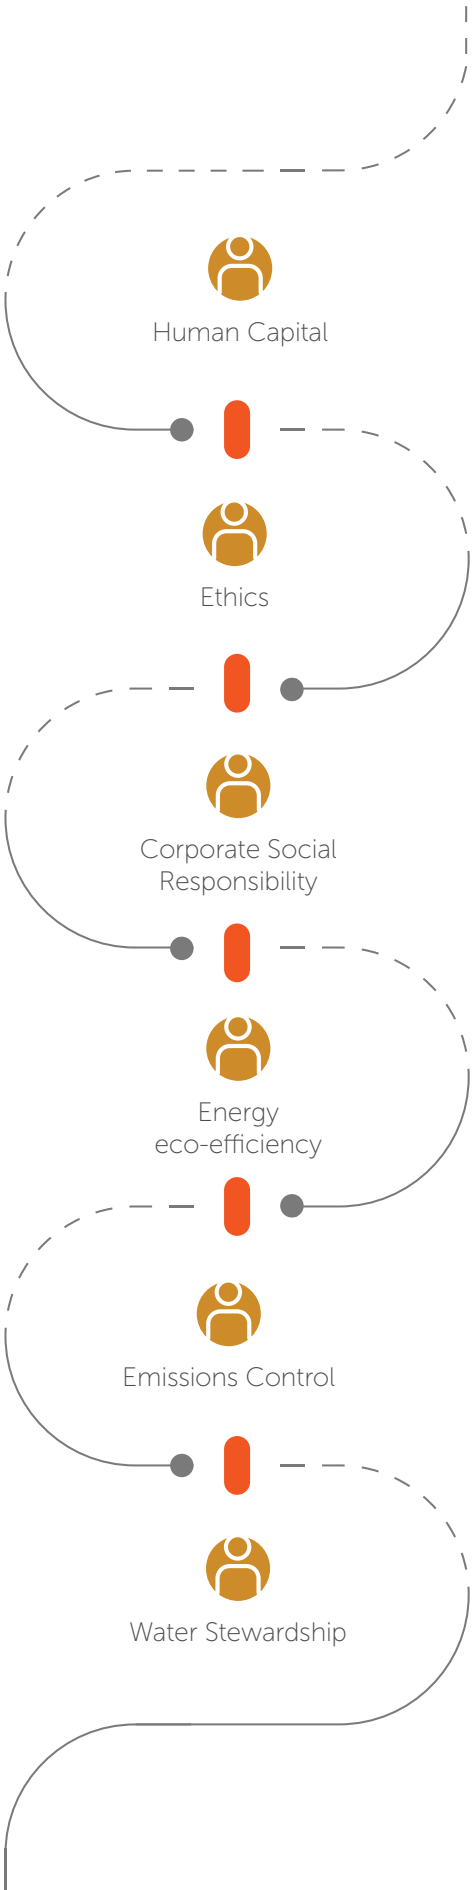 Human Capital
Ethics
Corporate Social
Responsibility
Energy
eco-efficiency
Emissions Control
Water Stewardship